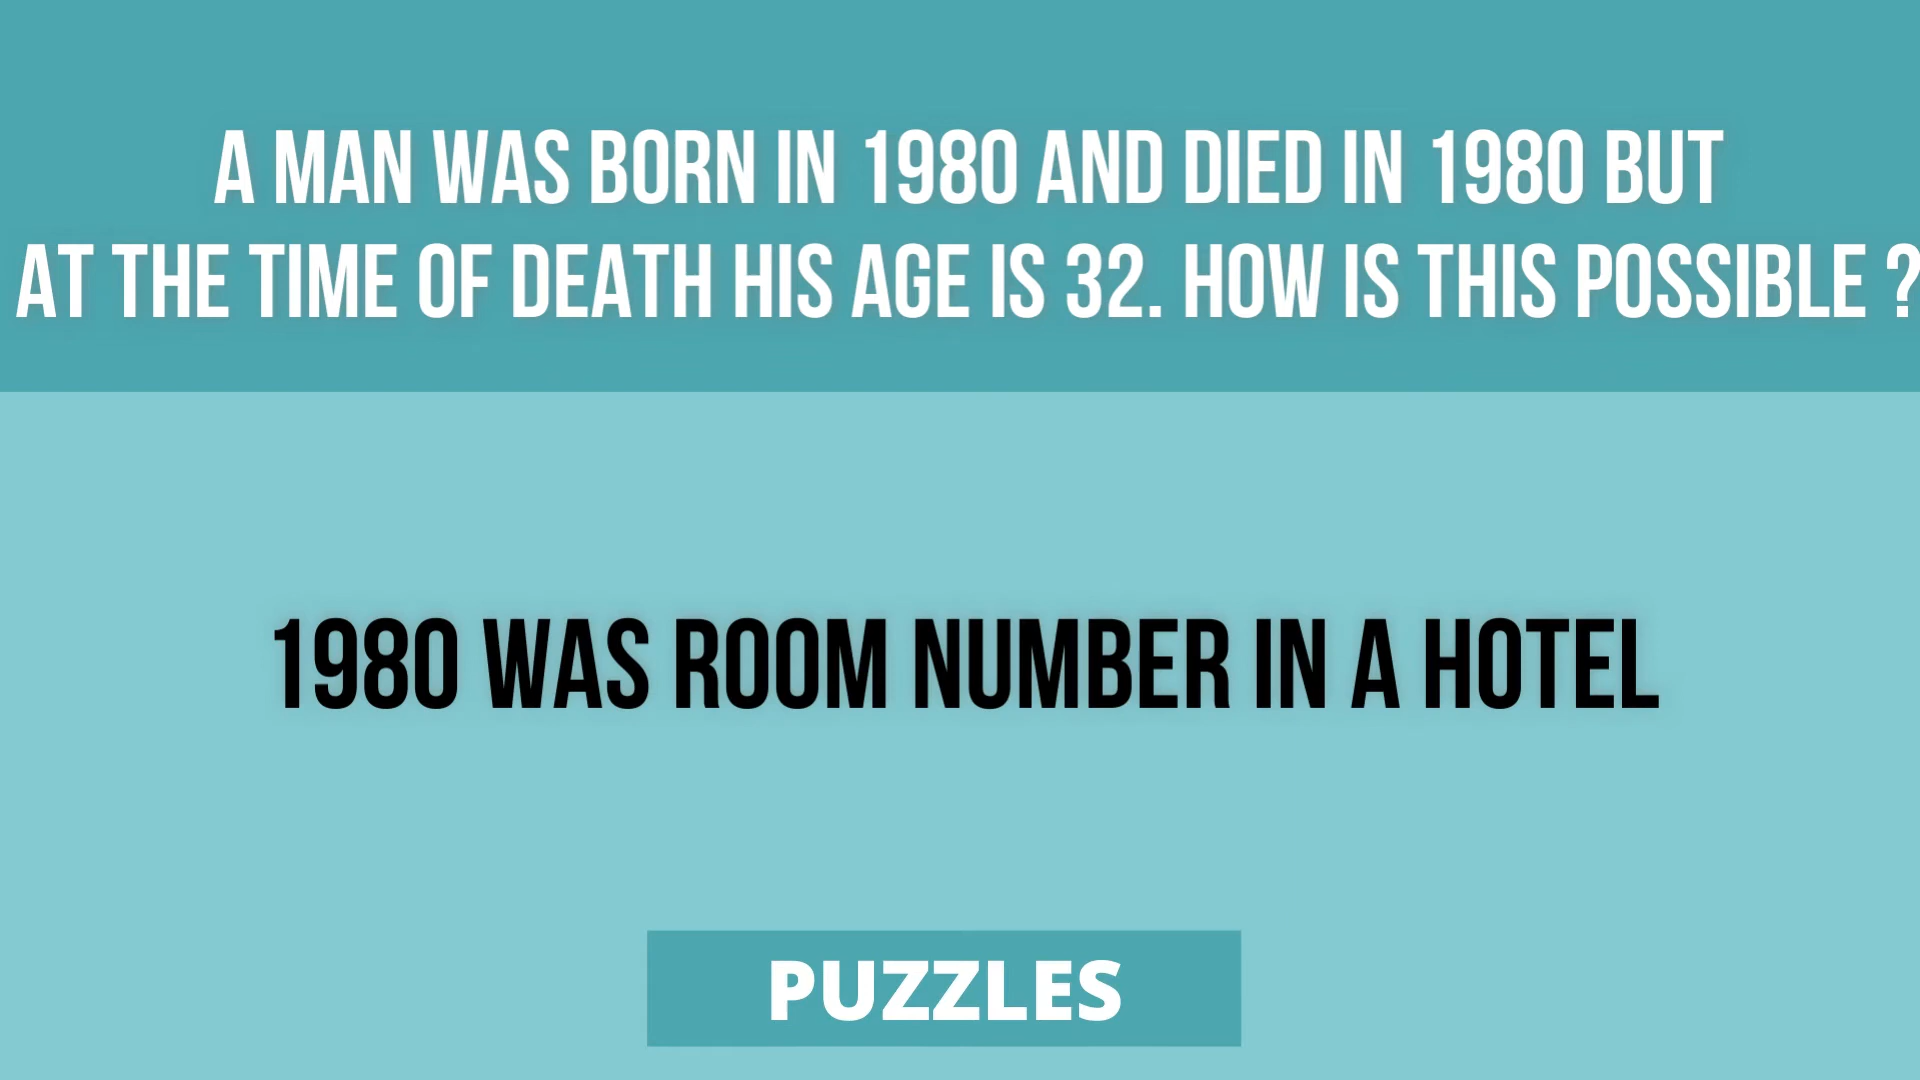 A MAN WAS BORN IN 1980 AND DIED IN 1980 BUT
AT THE TIME OF DEATH HIS AGE IS 32. HOW IS THIS POSSIBLE ?
1980 WAS ROOM NUMBER IN A HOTEL
PUZZLES